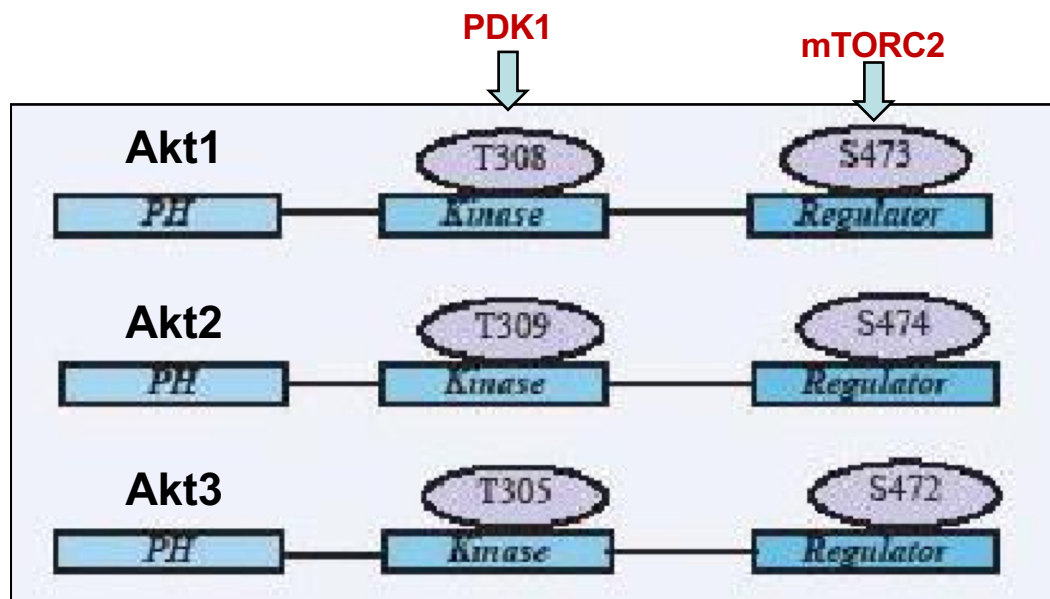 PDK1
mTORC2
Akt1
T308
S473
PH
Kinase
Regulator
Akt2
T309
S474
PH
Kinase
Regulator
Akt3
T305
S472
PH
Kinase
Regulator